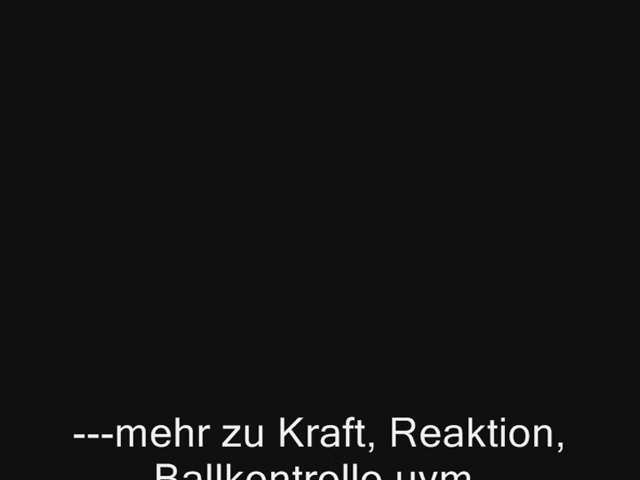 ---mehr zu Kraft, Reaktion,
Ballkontrolle uvm.